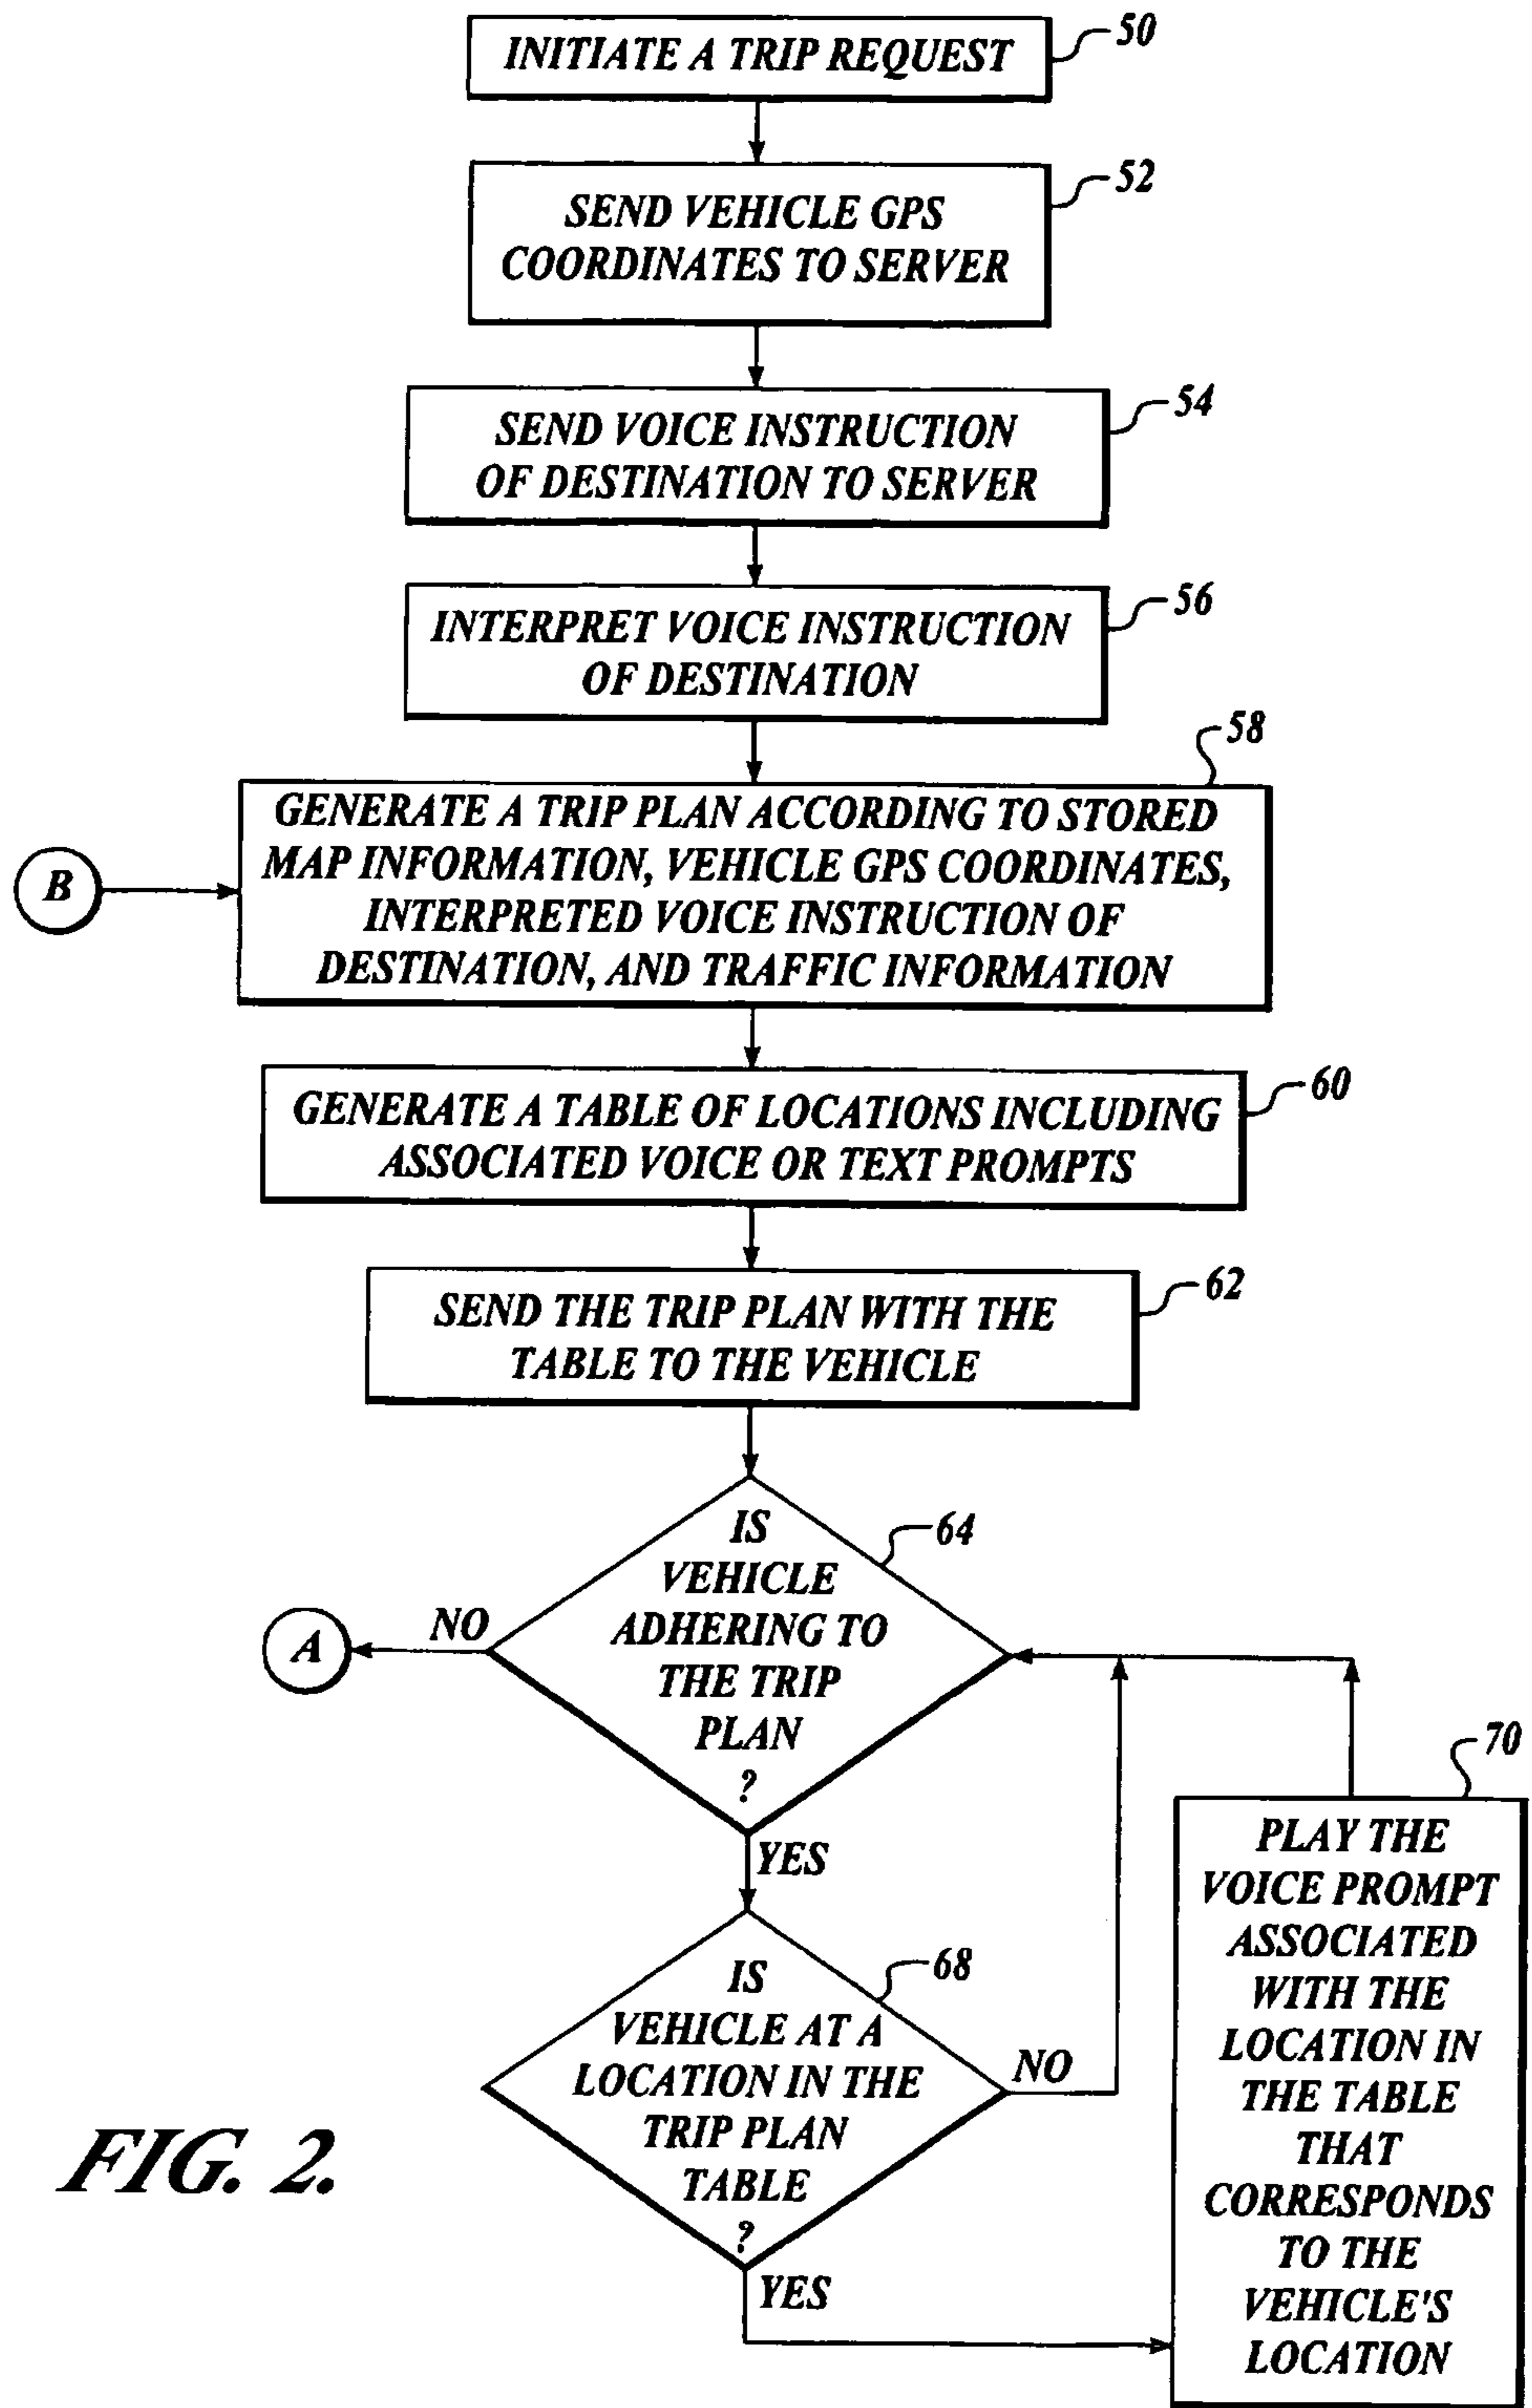 INITIATE A TRIP REQUEST
50
SEND VEHICLE GPS
COORDINATES TO SERVER
52
SEND VOICE INSTRUCTION
OF DESTINATION TO SERVER
54
INTERPRET VOICE INSTRUCTION
OF DESTINATION
56
58
GENERATE A TRIP PLAN ACCORDING TO STORED
MAP INFORMATION, VEHICLE GPS COORDINATES,
INTERPRETED VOICE INSTRUCTION OF
DESTINATION, AND TRAFFIC INFORMATION
B
GENERATE A TABLE OF LOCATIONS INCLUDING
ASSOCIATED VOICE OR TEXT PROMPTS
60
SEND THE TRIP PLAN WITH THE
TABLE TO THE VEHICLE
62
IS
VEHICLE
ADHERING TO
THE TRIP
PLAN
?
64
NO
A
YES
IS
VEHICLE AT A
LOCATION IN THE
TRIP PLAN
TABLE
?
68
NO
YES
70
PLAY THE
VOICE PROMPT
ASSOCIATED
WITH THE
LOCATION IN
THE TABLE
THAT
CORRESPONDS
TO THE
VEHICLE'S
LOCATION
FIG. 2.